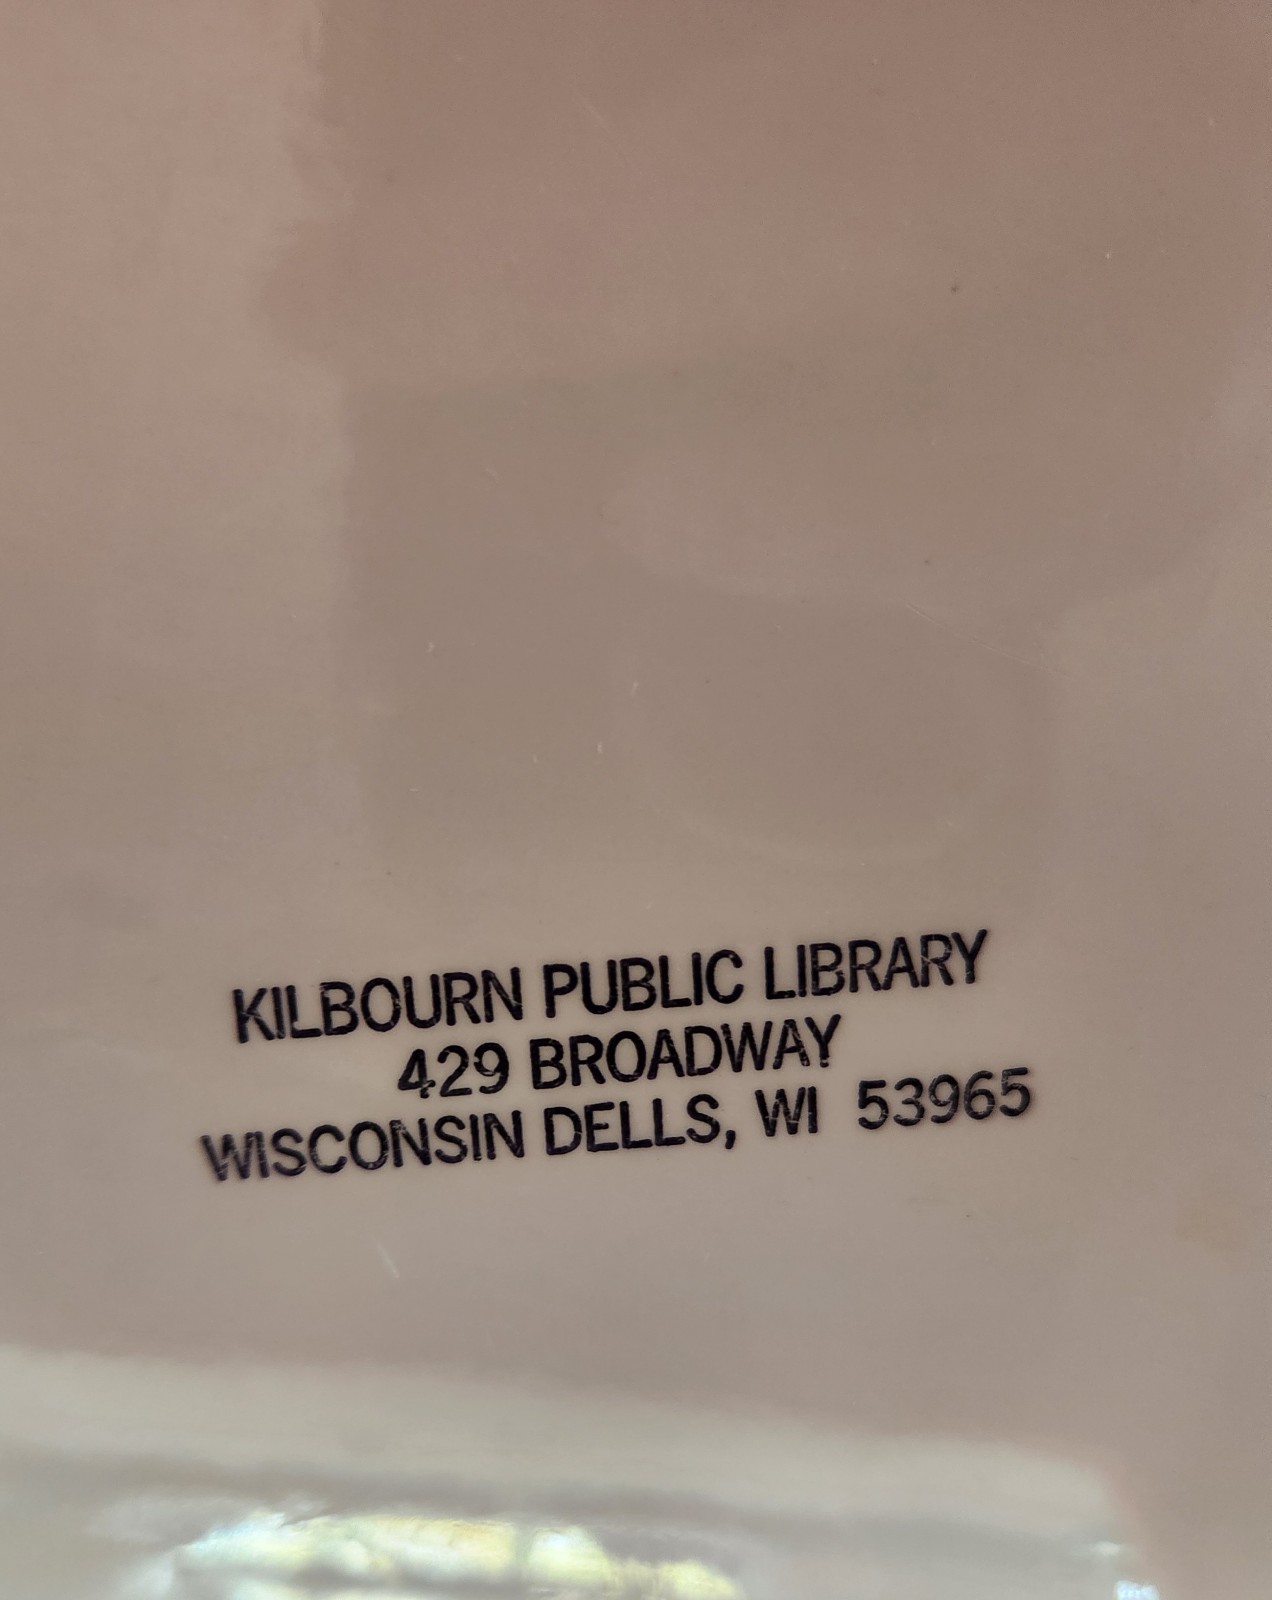 KILBOURN PUBLIC LIBRARY
429 BROADWAY
WISCONSIN DELLS, WI 53965